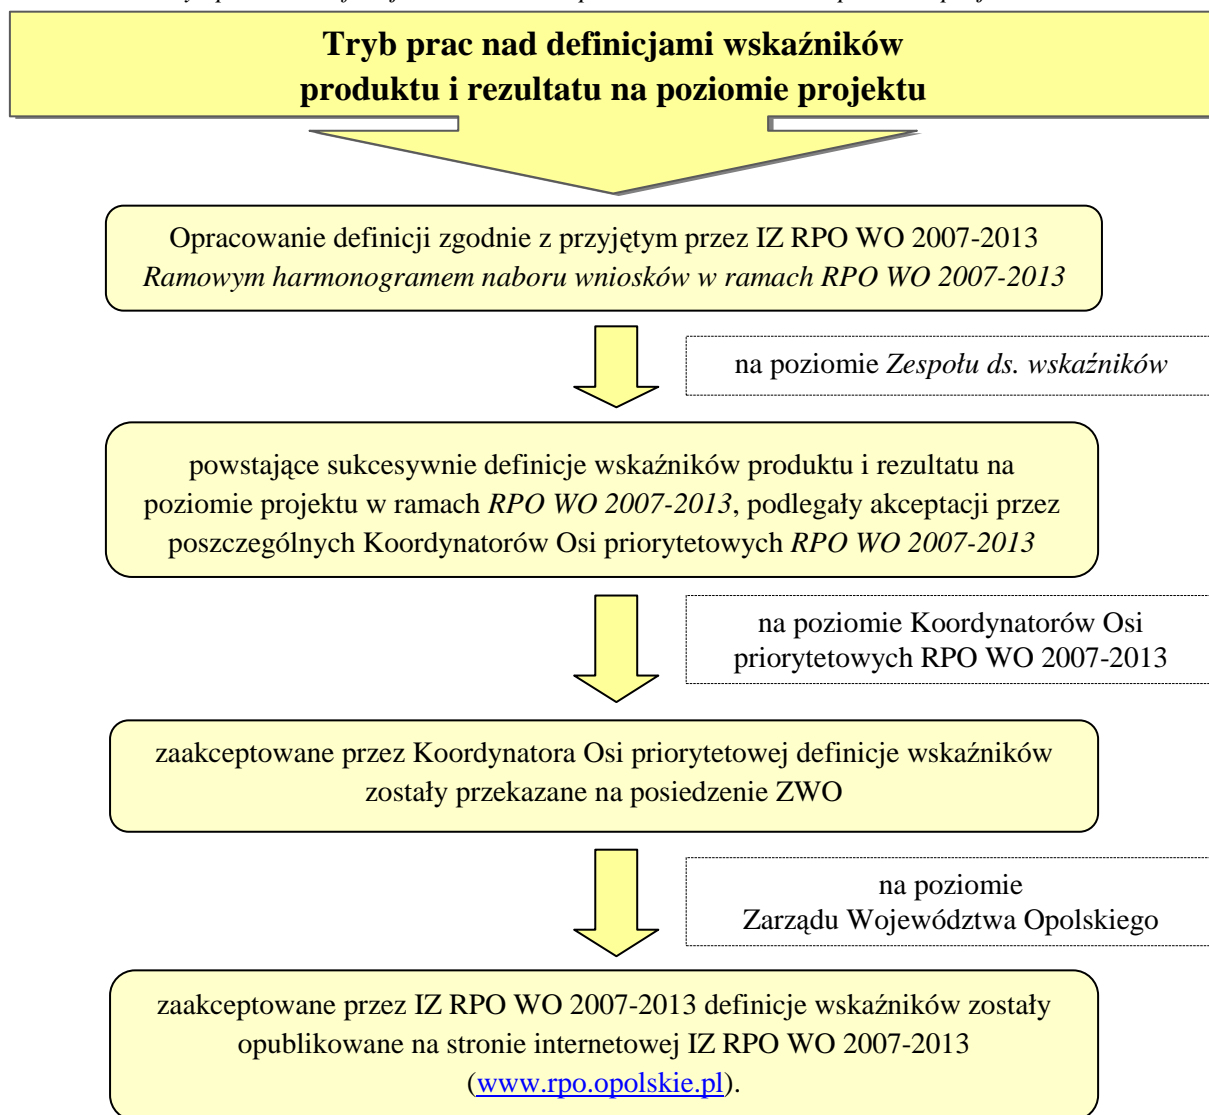 Tryb prac nad definicjami wskaźników
produktu i rezultatu na poziomie projektu
Opracowanie definicji zgodnie z przyjętym przez IZ RPO WO 2007-2013
Ramowym harmonogramem naboru wniosków w ramach RPO WO 2007-2013
na poziomie Zespołu ds. wskaźników
powstające sukcesywnie definicje wskaźników produktu i rezultatu na
poziomie projektu w ramach RPO WO 2007-2013, podlegały akceptacji przez
poszczególnych Koordynatorów Osi priorytetowych RPO WO 2007-2013
na poziomie Koordynatorów Osi
priorytetowych RPO WO 2007-2013
zaakceptowane przez Koordynatora Osi priorytetowej definicje wskaźników
zostały przekazane na posiedzenie ZWO
na poziomie
Zarządu Województwa Opolskiego
zaakceptowane przez IZ RPO WO 2007-2013 definicje wskaźników zostały
opublikowane na stronie internetowej IZ RPO WO 2007-2013
(www.rpo.opolskie.pl).